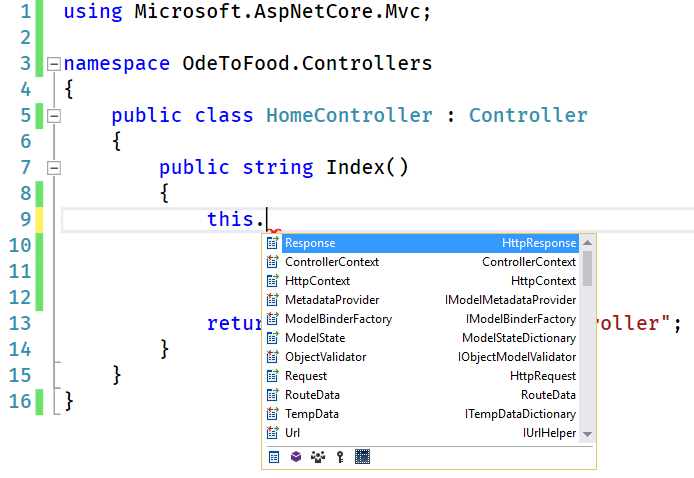 1 using Microsoft.AspNetCore.Mvc;
2
3 namespace OdeToFood.Controllers
4 {
5 public class HomeController : Controller
6 {
7 public string Index()
8 {
9 this.
Response HttpResponse
10
ControllerContext ControllerContext
11
HttpContext HttpContext
12
MetadataProvider IModelMetadataProvider
ModelBinderFactory IModelBinderFactory
13 retur roller";
ModelState ModelStateDictionary
14 }
ObjectValidator IObjectModelValidator
15 }
Request HttpRequest
RouteData RouteData
16 }
TempData ITempDataDictionary
Url IUrlHelper